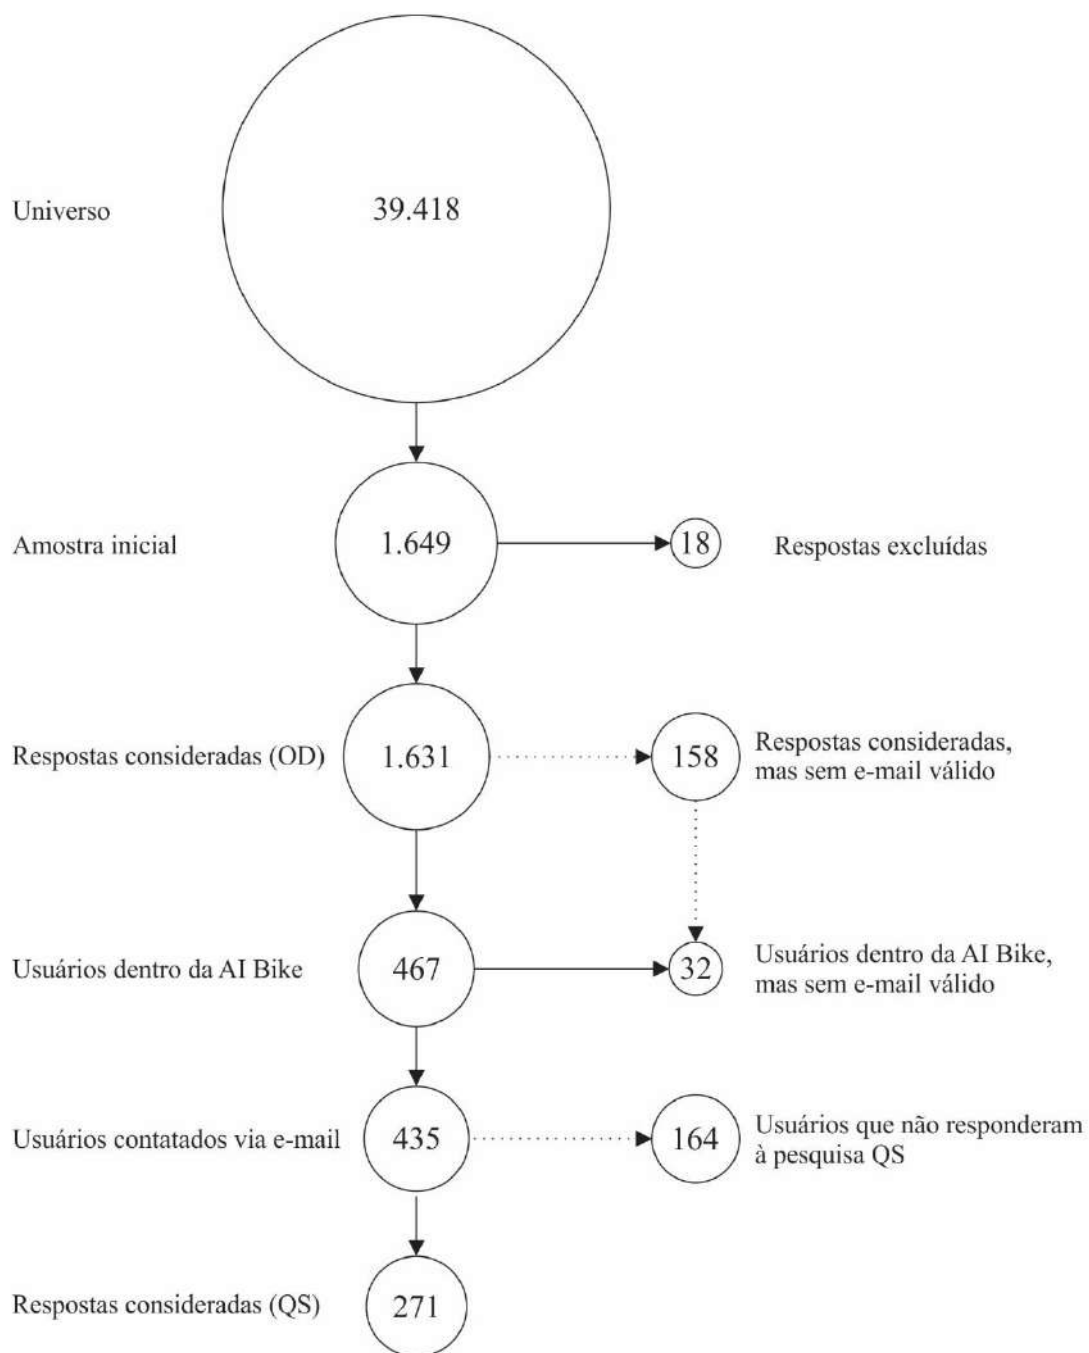 39.418
Universo
Amostra inicial
1.649
18
Respostas excluídas
Respostas consideradas (OD)
1.631
158
Respostas consideradas,
mas sem e-mail válido
Usuários dentro da AI Bike
467
32
Usuários dentro da AI Bike,
mas sem e-mail válido
Usuários contatados via e-mail
435
164
Usuários que não responderam
à pesquisa QS
Respostas consideradas (QS)
271